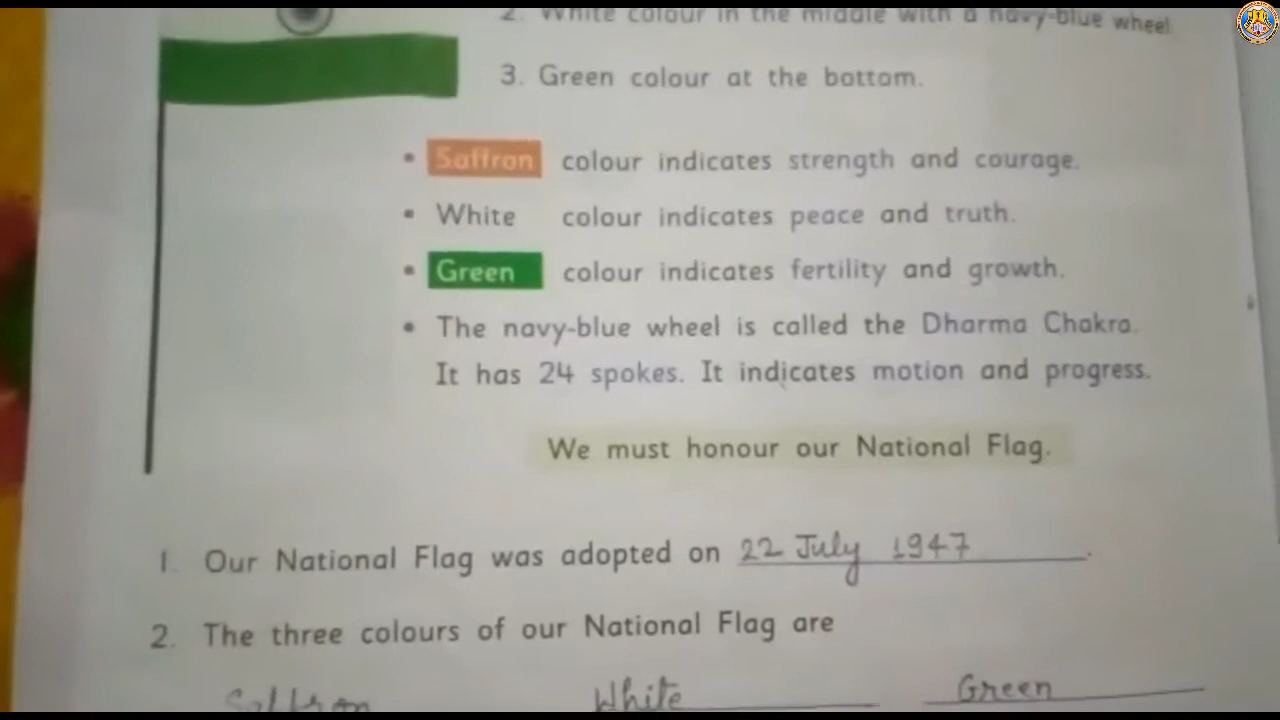 2. White colour in the middle with a navy-blue wheel
3. Green colour at the bottom.
• Saffron colour indicates strength and courage.
• White colour indicates peace and truth.
• Green colour indicates fertility and growth.
• The navy-blue wheel is called the Dharma Chakra.
It has 24 spokes. It indicates motion and progress.
We must honour our National Flag.
1. Our National Flag was adopted on 22 July 1947.
2. The three colours of our National Flag are
Saffron White Green